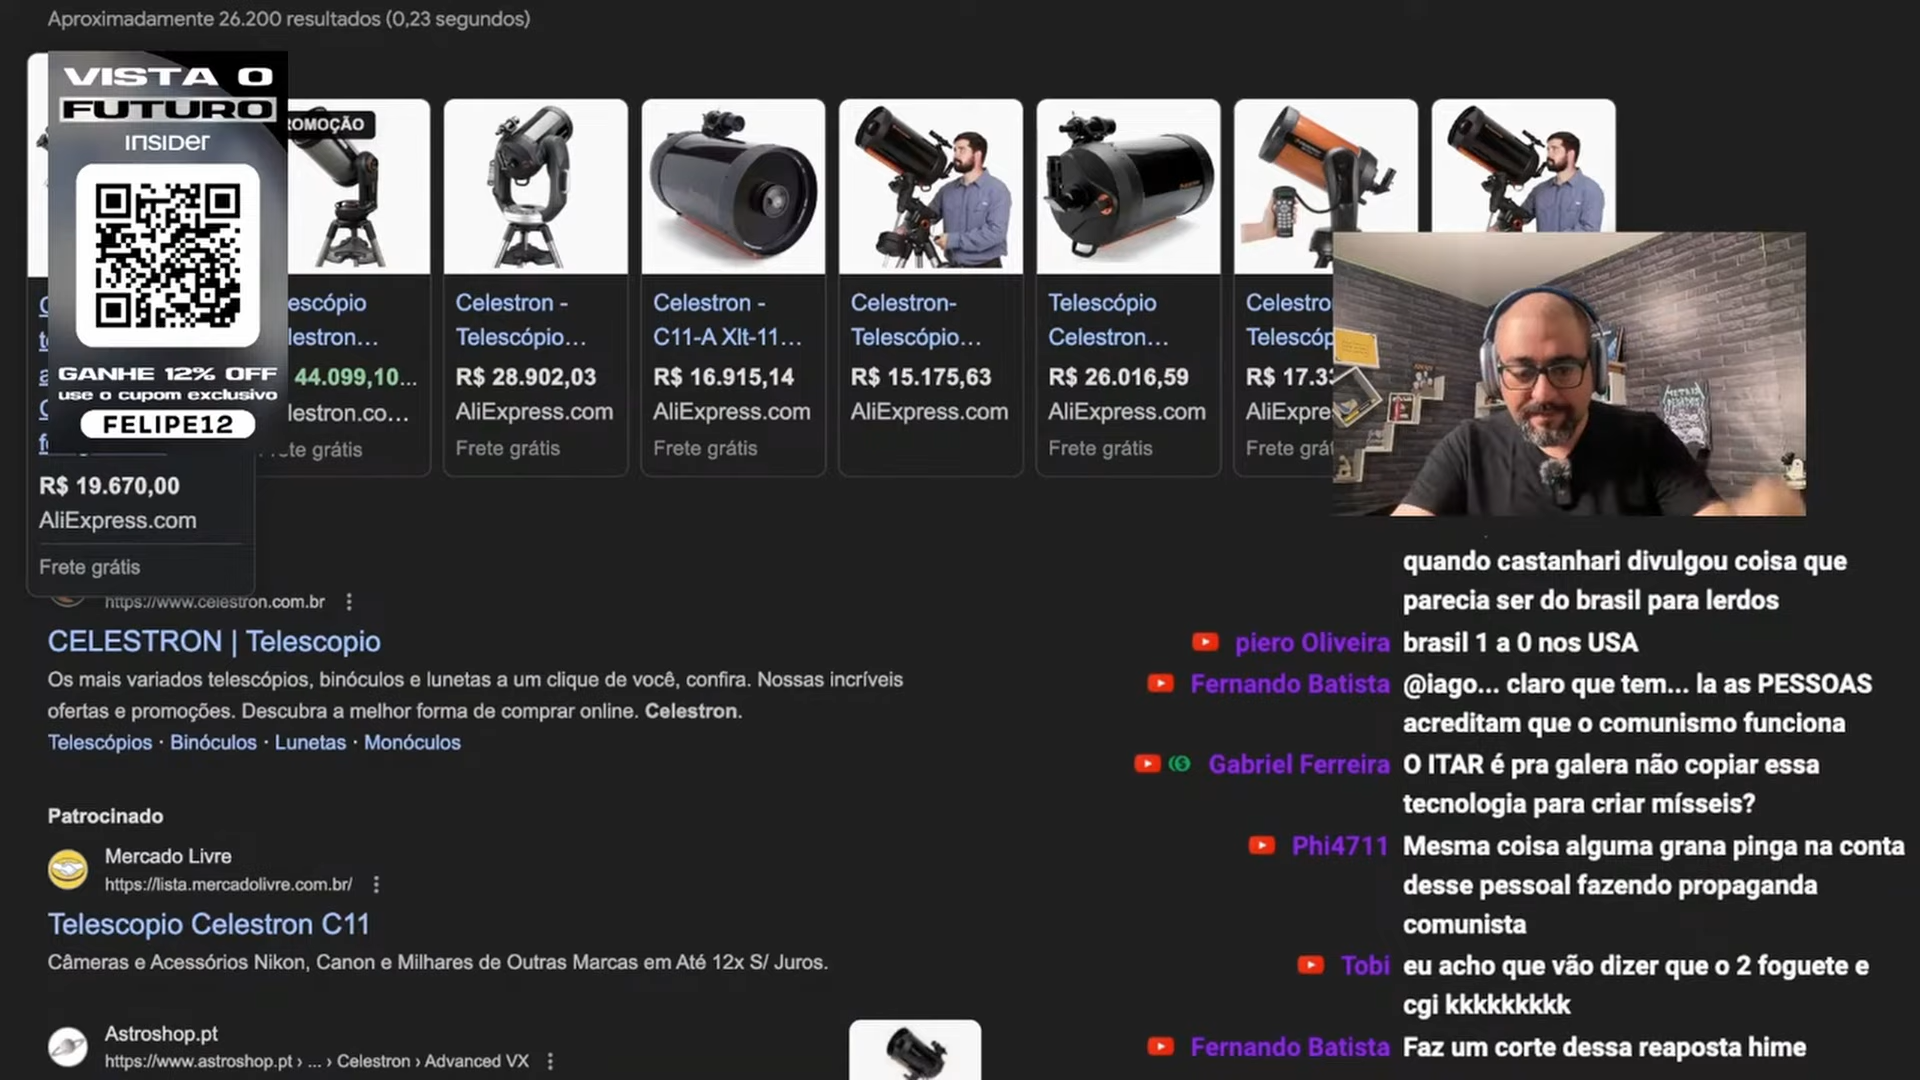 Aproximadamente 26.200 resultados (0,23 segundos)
VISTA O
FUTURO
INSIDER
GANHE 12% OFF
use o cupom exclusivo
FELIPE12
R$ 19.670,00
AliExpress.com
Frete grátis
ROMOÇÃO
escópio
lestron...
44.099,10...
lestron.co...
te grátis
Celestron -
Telescópio...
R$ 28.902,03
AliExpress.com
Frete grátis
Celestron -
C11-A Xlt-11...
R$ 16.915,14
AliExpress.com
Frete grátis
Celestron-
Telescópio...
R$ 15.175,63
AliExpress.com
Telescópio
Celestron...
R$ 26.016,59
AliExpress.com
Frete grátis
Celestro
Telescóp
R$ 17.33
AliExpre
Frete grá
https://www.celestron.com.br
CELESTRON | Telescopio
Os mais variados telescópios, binóculos e lunetas a um clique de você, confira. Nossas incríveis
ofertas e promoções. Descubra a melhor forma de comprar online. Celestron.
Telescópios · Binóculos · Lunetas · Monóculos
Patrocinado
Mercado Livre
https://lista.mercadolivre.com.br/
Telescopio Celestron C11
Câmeras e Acessórios Nikon, Canon e Milhares de Outras Marcas em Até 12x S/ Juros.
Astroshop.pt
https://www.astroshop.pt › ... › Celestron › Advanced VX
quando castanhari divulgou coisa que
parecia ser do brasil para lerdos
piero Oliveira brasil 1 a 0 nos USA
Fernando Batista @iago... claro que tem... la as PESSOAS
acreditam que o comunismo funciona
Gabriel Ferreira O ITAR é pra galera não copiar essa
tecnologia para criar mísseis?
Phi4711 Mesma coisa alguma grana pinga na conta
desse pessoal fazendo propaganda
comunista
Tobi eu acho que vão dizer que o 2 foguete e
cgi kkkkkkkkk
Fernando Batista Faz um corte dessa reaposta hime